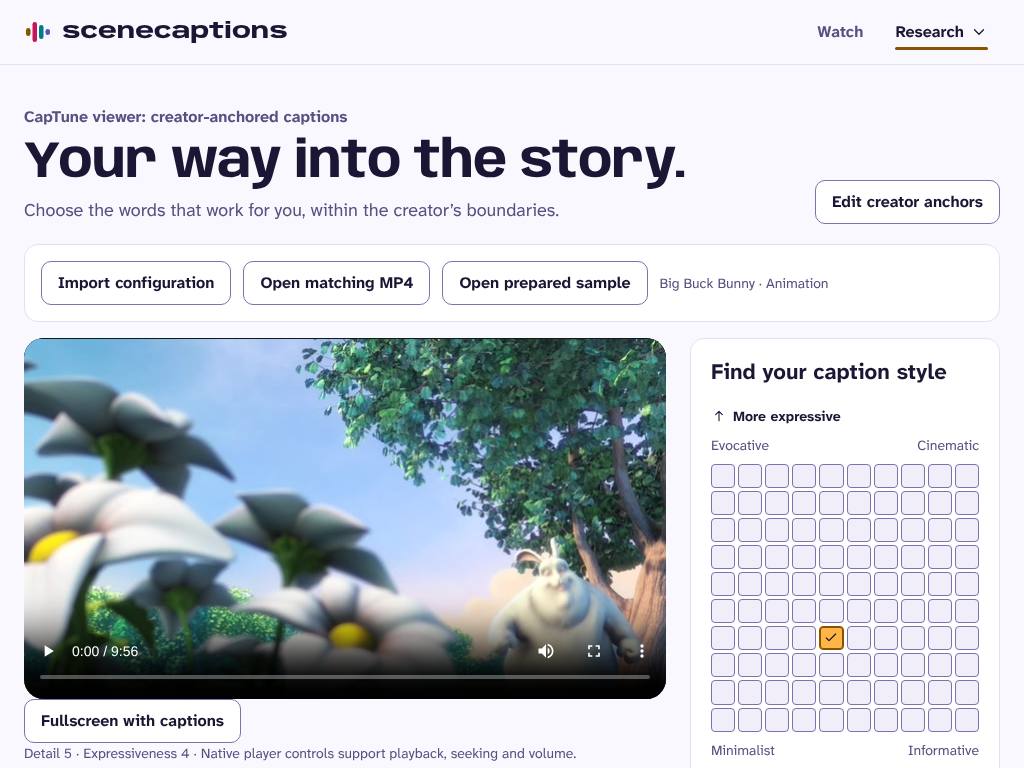 scenecaptions
Watch
Research
CapTune viewer: creator-anchored captions
Your way into the story.
Choose the words that work for you, within the creator’s boundaries.
Edit creator anchors
Import configuration
Open matching MP4
Open prepared sample
Big Buck Bunny · Animation
Find your caption style
↑ More expressive
Evocative
Cinematic
0:00 / 9:56
Minimalist
Informative
Fullscreen with captions
Detail 5 · Expressiveness 4 · Native player controls support playback, seeking and volume.